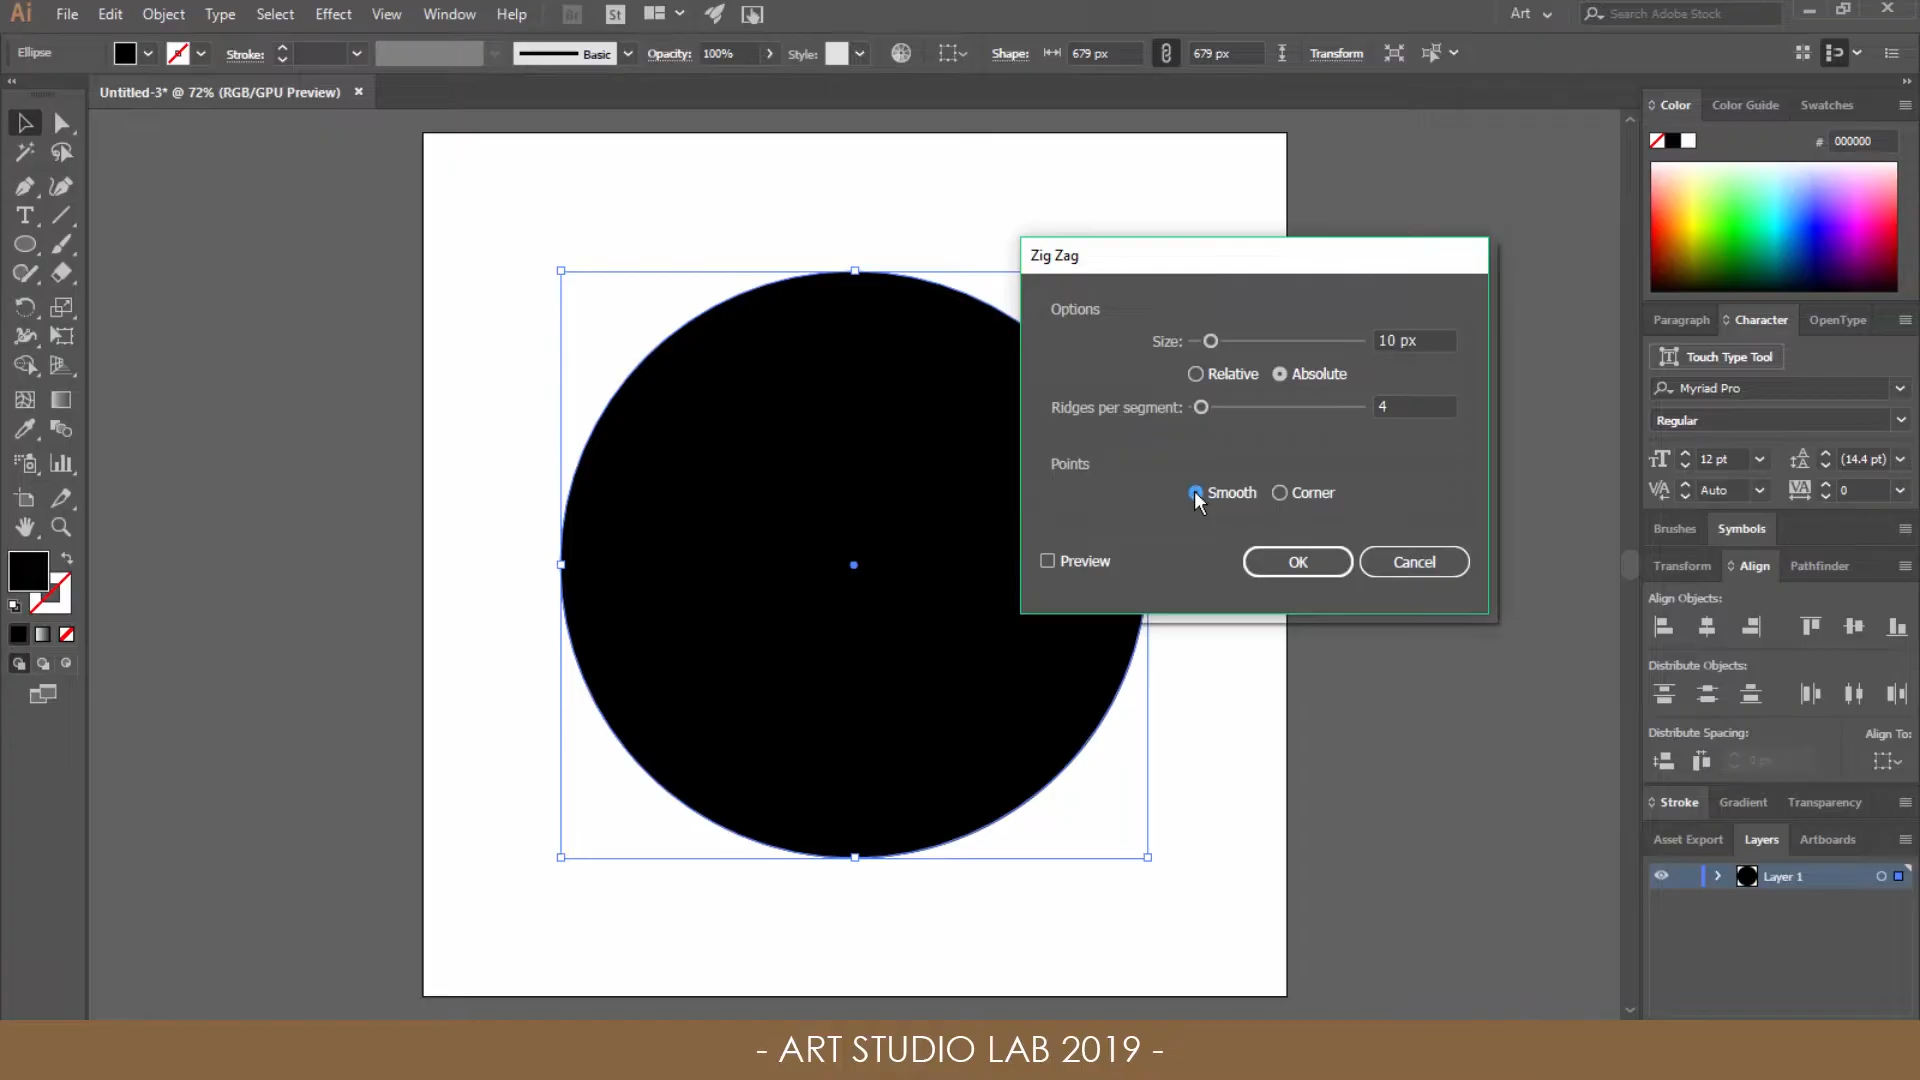 Ai File Edit Object Type Select Effect View Window Help Br St Art Search Adobe Stock
Ellipse Stroke: Basic Opacity: 100% Style: Shape: 679 px 679 px Transform
Untitled-3* @ 72% (RGB/GPU Preview)
Color Color Guide Swatches
# 000000
Zig Zag
Options
Size: 10 px
Relative Absolute
Ridges per segment: 4
Points
Smooth Corner
Preview OK Cancel
Paragraph Character OpenType
Touch Type Tool
Myriad Pro
Regular
12 pt (14.4 pt)
Auto 0
Brushes Symbols
Transform Align Pathfinder
Align Objects:
Distribute Objects:
Distribute Spacing: Align To:
0 px
Stroke Gradient Transparency
Asset Export Layers Artboards
Layer 1
- ART STUDIO LAB 2019 -